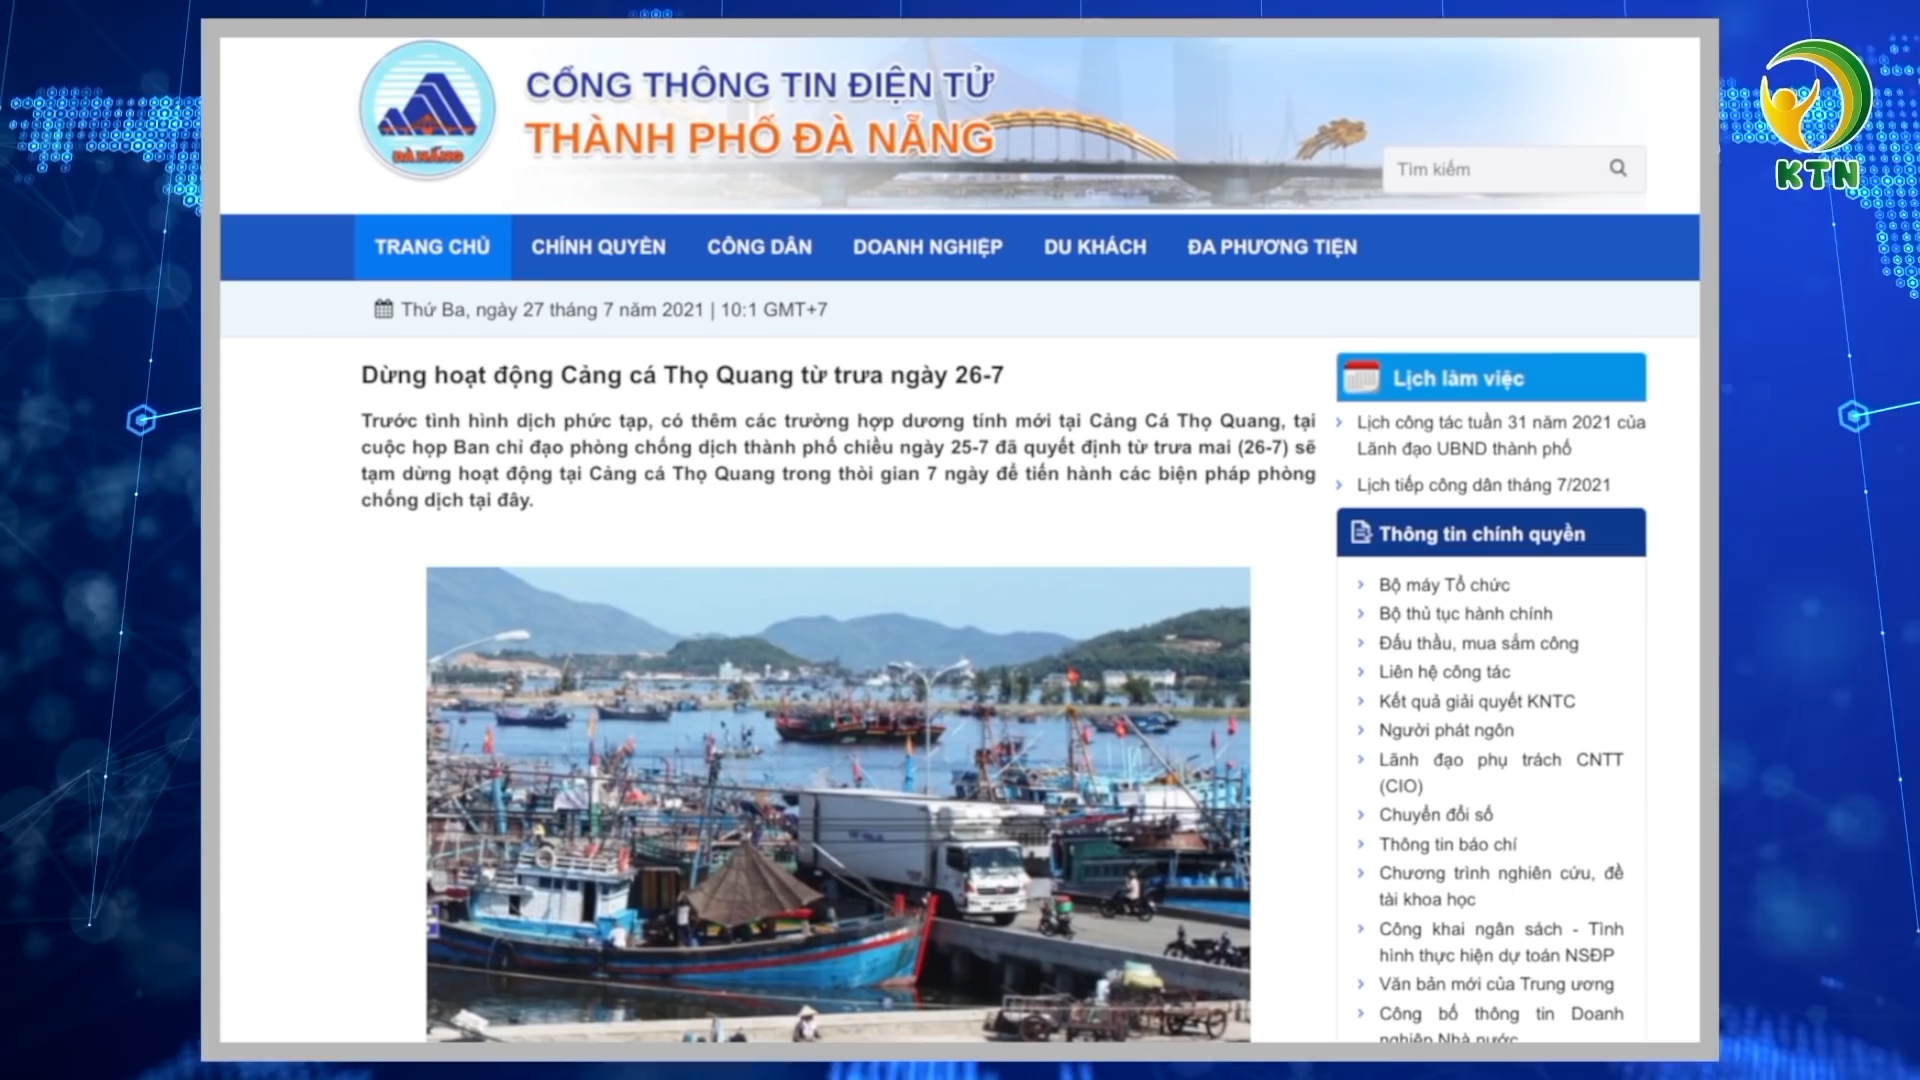 CỔNG THÔNG TIN ĐIỆN TỬ
THÀNH PHỐ ĐÀ NẴNG
ĐÀ NẴNG
Tìm kiếm
KTN
TRANG CHỦ CHÍNH QUYỀN CÔNG DÂN DOANH NGHIỆP DU KHÁCH ĐA PHƯƠNG TIỆN
Thứ Ba, ngày 27 tháng 7 năm 2021 | 10:1 GMT+7
Dừng hoạt động Cảng cá Thọ Quang từ trưa ngày 26-7
Trước tình hình dịch phức tạp, có thêm các trường hợp dương tính mới tại Cảng Cá Thọ Quang, tại
cuộc họp Ban chỉ đạo phòng chống dịch thành phố chiều ngày 25-7 đã quyết định từ trưa mai (26-7) sẽ
tạm dừng hoạt động tại Cảng cá Thọ Quang trong thời gian 7 ngày để tiến hành các biện pháp phòng
chống dịch tại đây.
Lịch làm việc
Lịch công tác tuần 31 năm 2021 của
Lãnh đạo UBND thành phố
Lịch tiếp công dân tháng 7/2021
Thông tin chính quyền
Bộ máy Tổ chức
Bộ thủ tục hành chính
Đấu thầu, mua sắm công
Liên hệ công tác
Kết quả giải quyết KNTC
Người phát ngôn
Lãnh đạo phụ trách CNTT
(CIO)
Chuyển đổi số
Thông tin báo chí
Chương trình nghiên cứu, đề
tài khoa học
Công khai ngân sách - Tình
hình thực hiện dự toán NSĐP
Văn bản mới của Trung ương
Công bố thông tin Doanh
nghiệp Nhà nước